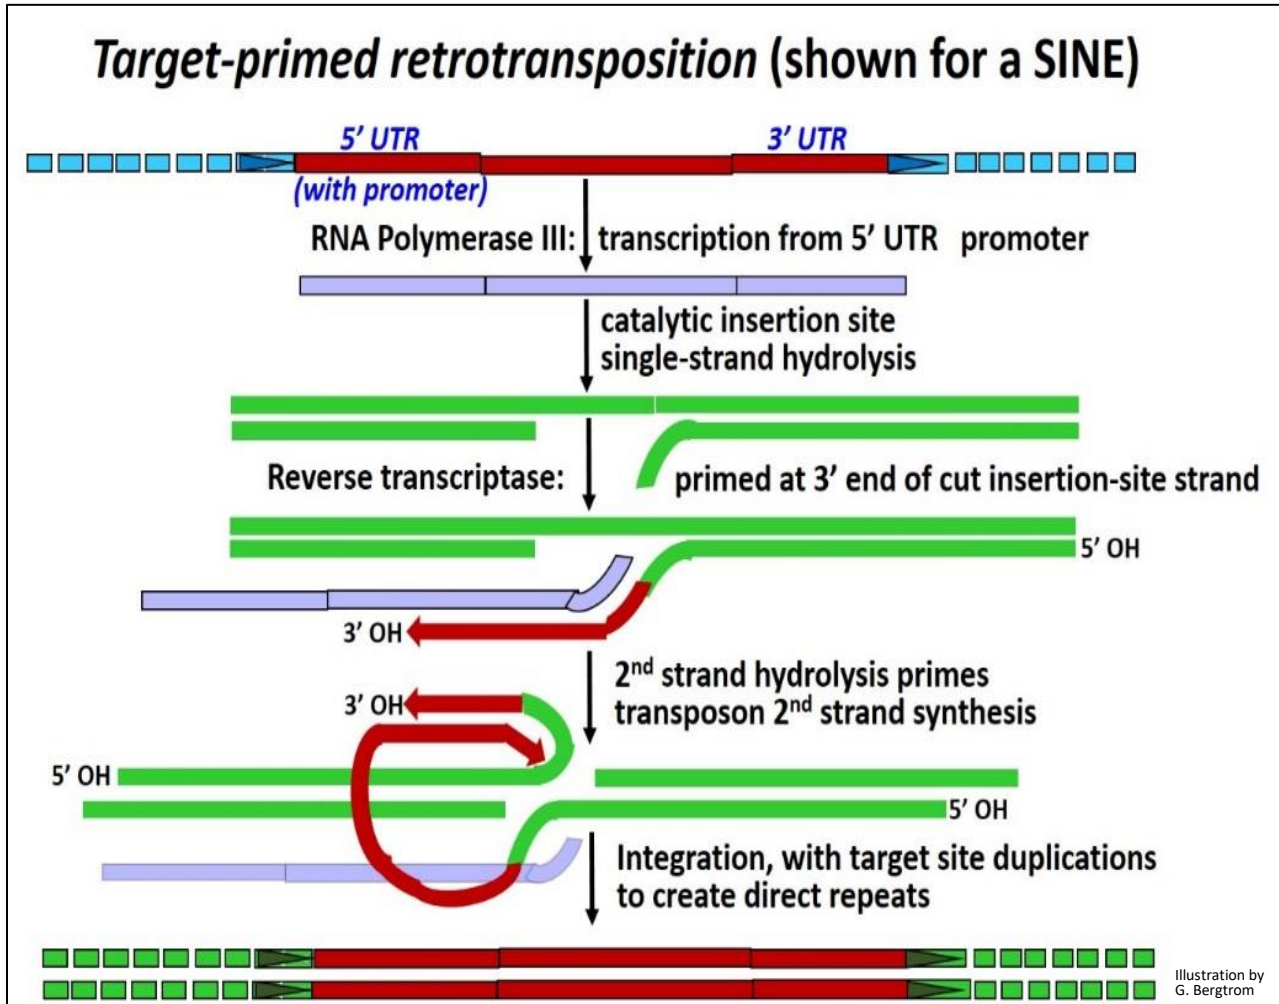 Target-primed retrotransposition (shown for a SINE)
5’ UTR
3’ UTR
(with promoter)
RNA Polymerase III: transcription from 5’ UTR promoter
catalytic insertion site
single-strand hydrolysis
Reverse transcriptase: primed at 3’ end of cut insertion-site strand
5’ OH
3’ OH
2nd strand hydrolysis primes
3’ OH
transposon 2nd strand synthesis
5’ OH
5’ OH
Integration, with target site duplications
to create direct repeats
Illustration by
G. Bergtrom